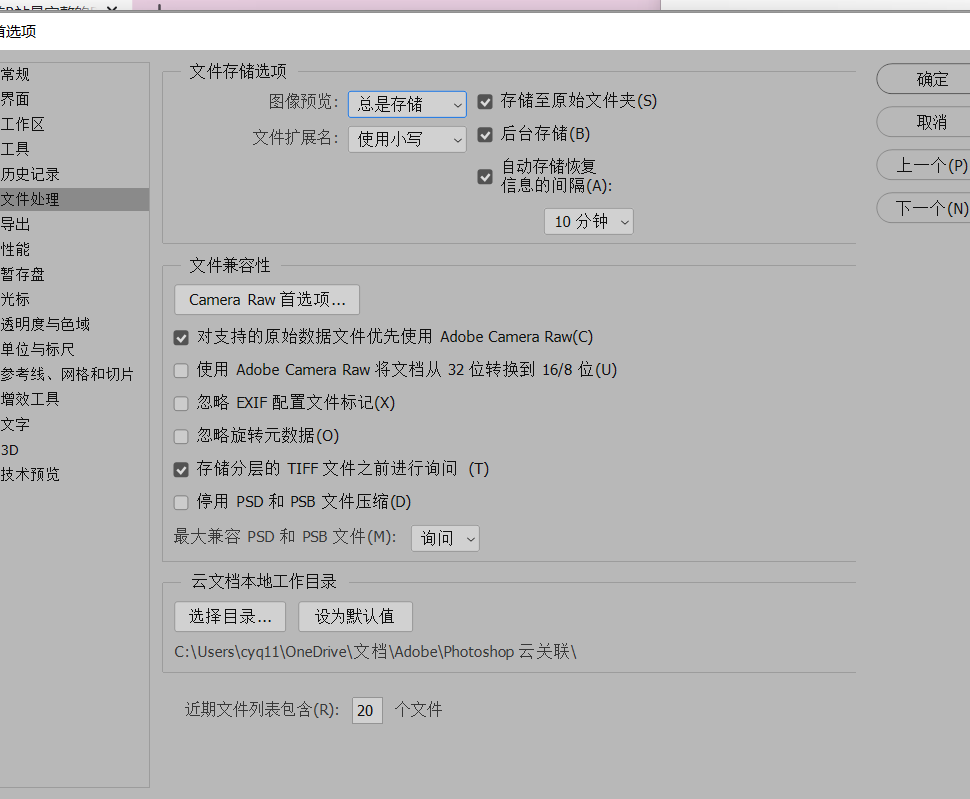 首选项
常规
界面
工作区
工具
历史记录
文件处理
导出
性能
暂存盘
光标
透明度与色域
单位与标尺
参考线、网格和切片
增效工具
文字
3D
技术预览
文件存储选项
图像预览: 总是存储
存储至原始文件夹(S)
文件扩展名: 使用小写
后台存储(B)
自动存储恢复
信息的间隔(A):
10 分钟
文件兼容性
Camera Raw 首选项...
对支持的原始数据文件优先使用 Adobe Camera Raw(C)
使用 Adobe Camera Raw 将文档从 32 位转换到 16/8 位(U)
忽略 EXIF 配置文件标记(X)
忽略旋转元数据(O)
存储分层的 TIFF 文件之前进行询问 (T)
停用 PSD 和 PSB 文件压缩(D)
最大兼容 PSD 和 PSB 文件(M): 询问
云文档本地工作目录
选择目录... 设为默认值
C:\Users\cyq11\OneDrive\文档\Adobe\Photoshop 云关联\
近期文件列表包含(R): 20 个文件
确定
取消
上一个(P)
下一个(N)